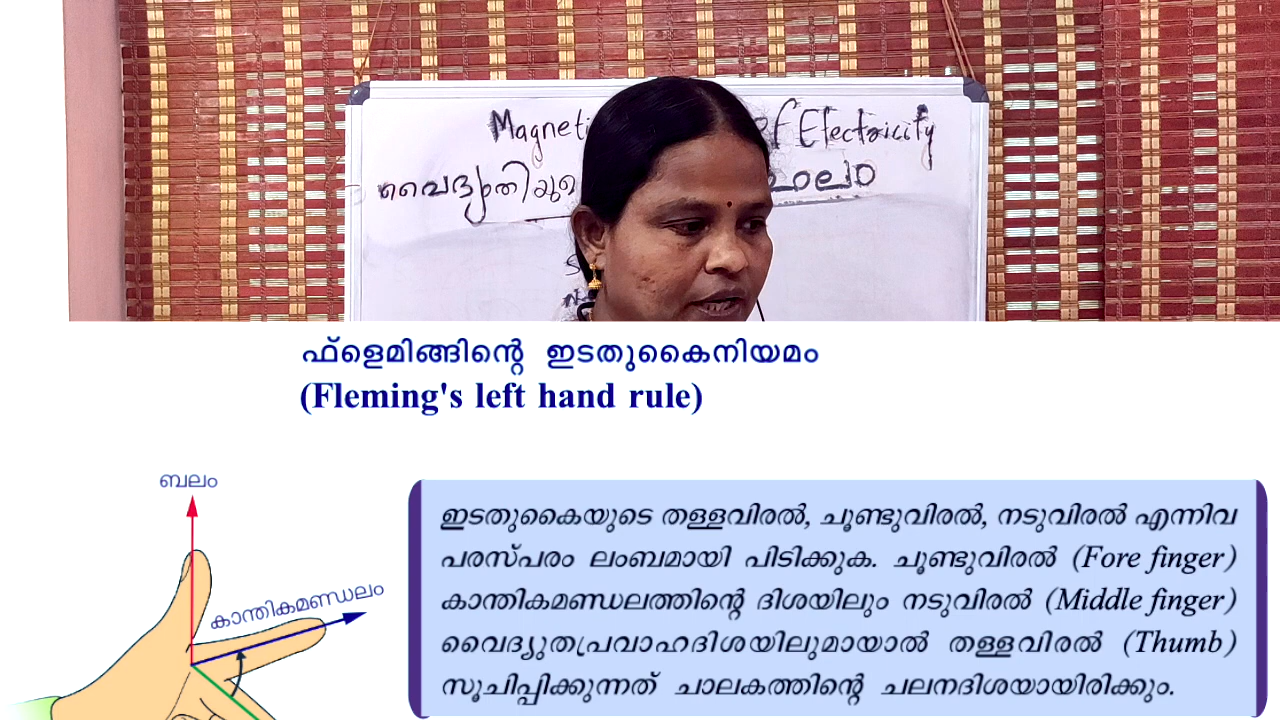 Magneti f Electricity
വൈദ്യുതിയുടെ ഫലം
ഫ്ളെമിങ്ങിന്റെ ഇടതുകൈനിയമം
(Fleming's left hand rule)
ബലം
കാന്തികമണ്ഡലം
ഇടതുകൈയുടെ തള്ളവിരൽ, ചൂണ്ടുവിരൽ, നടുവിരൽ എന്നിവ
പരസ്പരം ലംബമായി പിടിക്കുക. ചൂണ്ടുവിരൽ (Fore finger)
കാന്തികമണ്ഡലത്തിന്റെ ദിശയിലും നടുവിരൽ (Middle finger)
വൈദ്യുതപ്രവാഹദിശയിലുമായാൽ തള്ളവിരൽ (Thumb)
സൂചിപ്പിക്കുന്നത് ചാലകത്തിന്റെ ചലനദിശയായിരിക്കും.